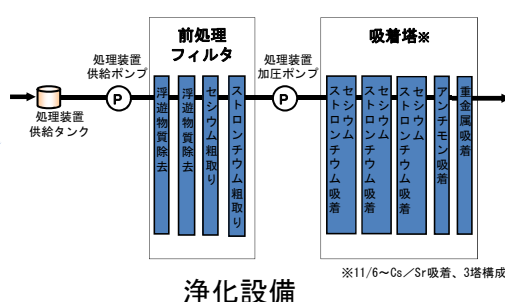 前処理
フィルタ
吸着塔※
処理装置
供給ポンプ
処理装置
加圧ポンプ
P
P
処理装置
供給タンク
浮遊物質除去
浮遊物質除去
セシウム粗取り
ストロンチウム粗取り
セシウム
ストロンチウム吸着
セシウム
ストロンチウム吸着
セシウム
ストロンチウム吸着
アンチモン吸着
重金属吸着
※11/6～Cs／Sr吸着、3塔構成
浄化設備